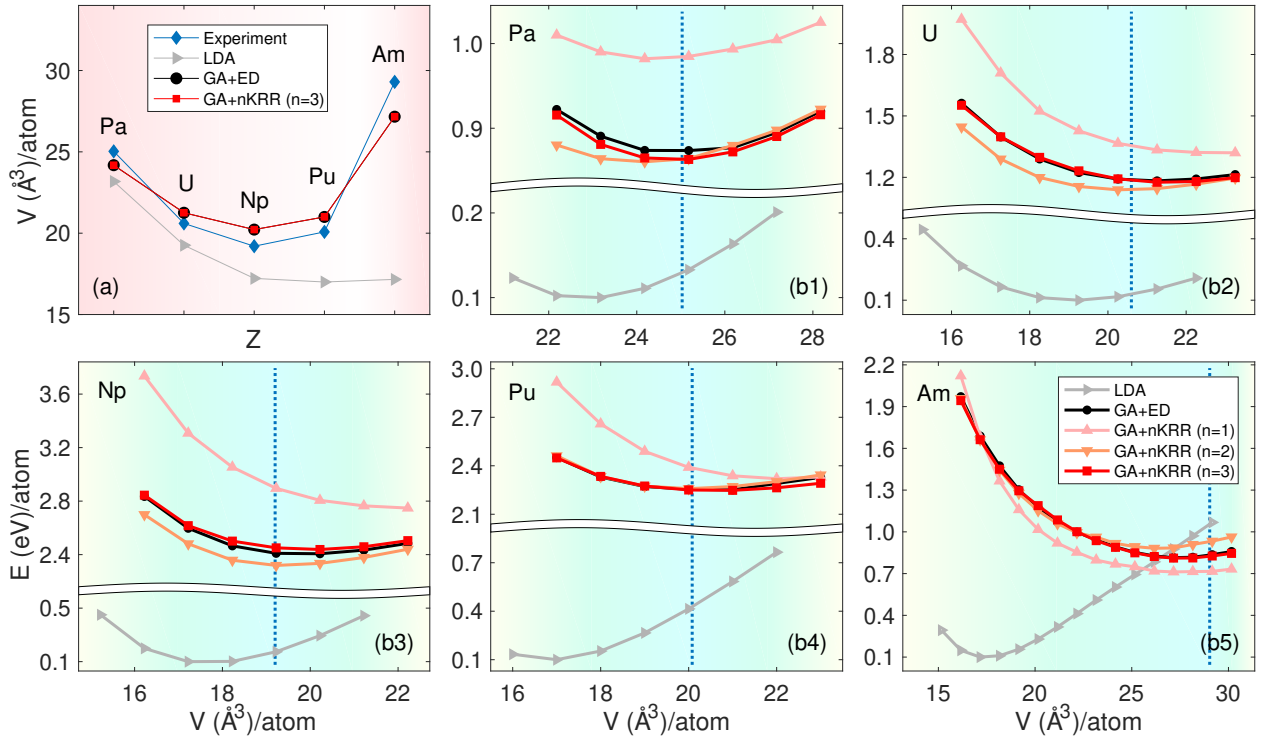 V (Å³)/atom
33
30
25
20
15
Experiment
LDA
GA+ED
GA+nKRR (n=3)
Pa
U
Np
Pu
Am
(a)
Z
Pa
1.0
0.9
0.2
0.1
22
24
26
28
(b1)
U
1.8
1.5
1.2
0.4
0.1
16
18
20
22
(b2)
E (eV)/atom
Np
3.6
3.2
2.8
2.4
0.5
0.1
16
18
20
22
(b3)
V (Å³)/atom
Pu
3.0
2.7
2.4
2.1
0.7
0.4
0.1
16
18
20
22
(b4)
V (Å³)/atom
Am
2.2
1.9
1.6
1.3
1.0
0.7
0.4
0.1
15
20
25
30
LDA
GA+ED
GA+nKRR (n=1)
GA+nKRR (n=2)
GA+nKRR (n=3)
(b5)
V (Å³)/atom